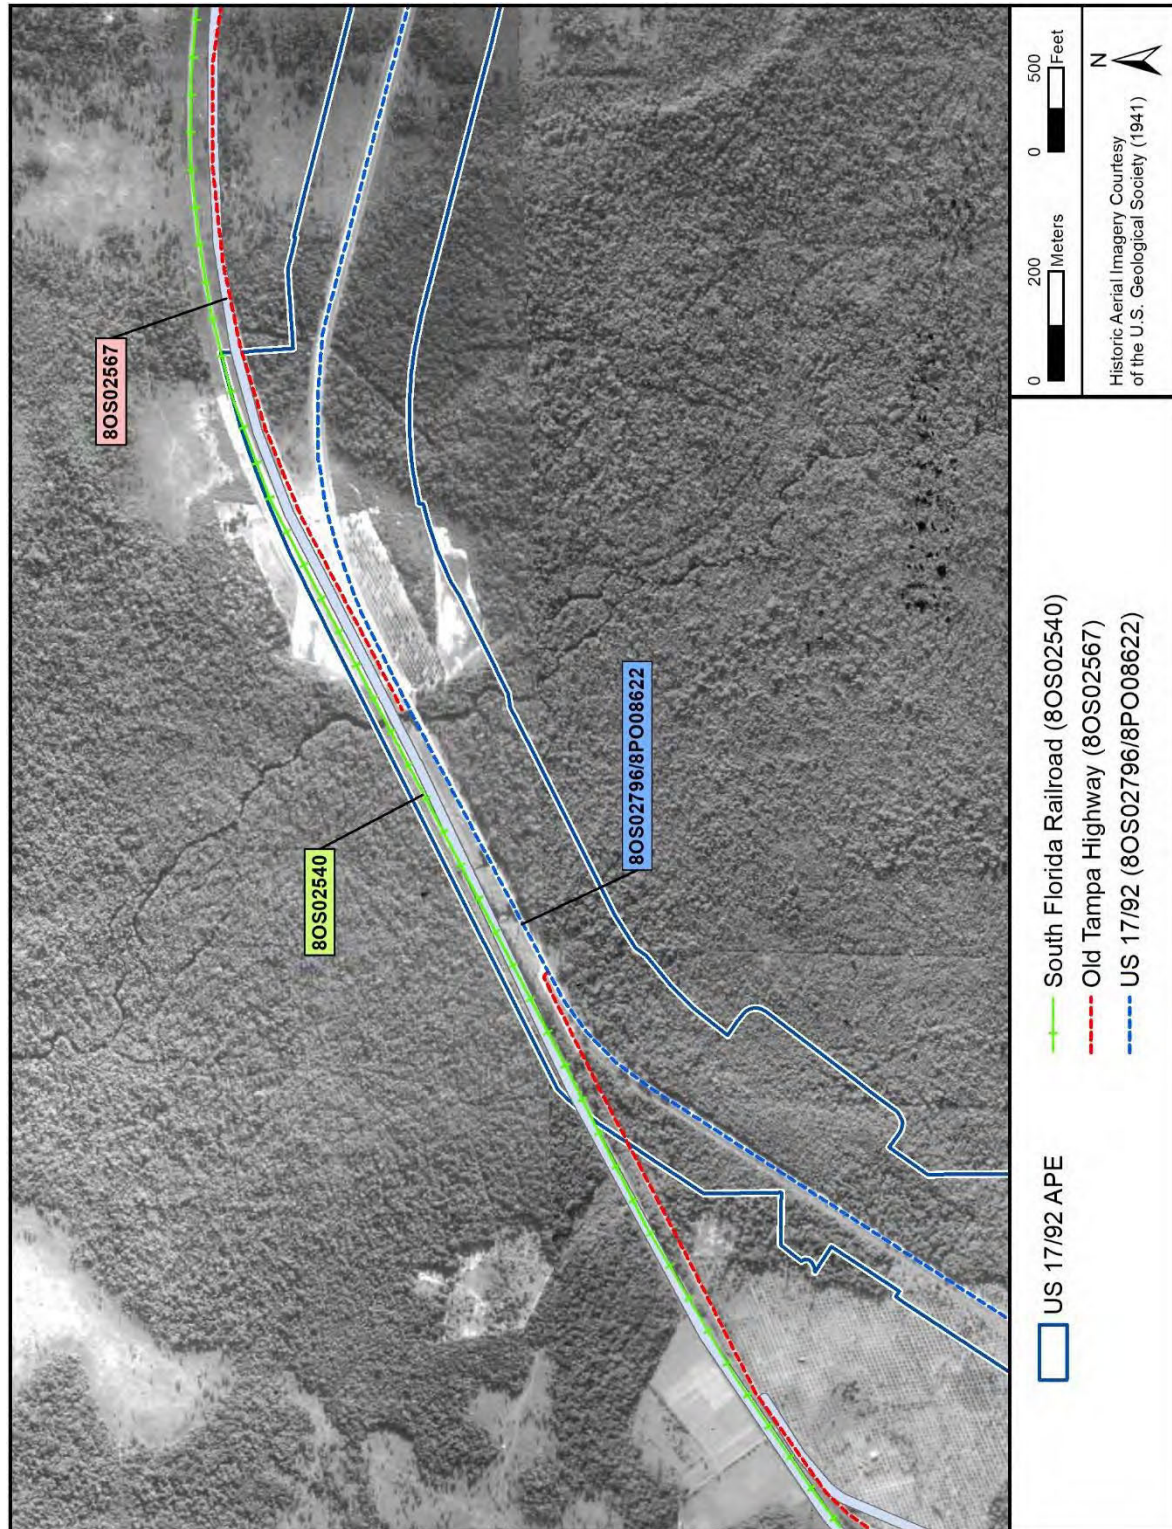 8OS02567
8OS02540
8OS02796/8PO08622
US 17/92 APE
South Florida Railroad (8OS02540)
Old Tampa Highway (8OS02567)
US 17/92 (8OS02796/8PO08622)
0 200
Meters
0 500
Feet
N
Historic Aerial Imagery Courtesy
of the U.S. Geological Society (1941)